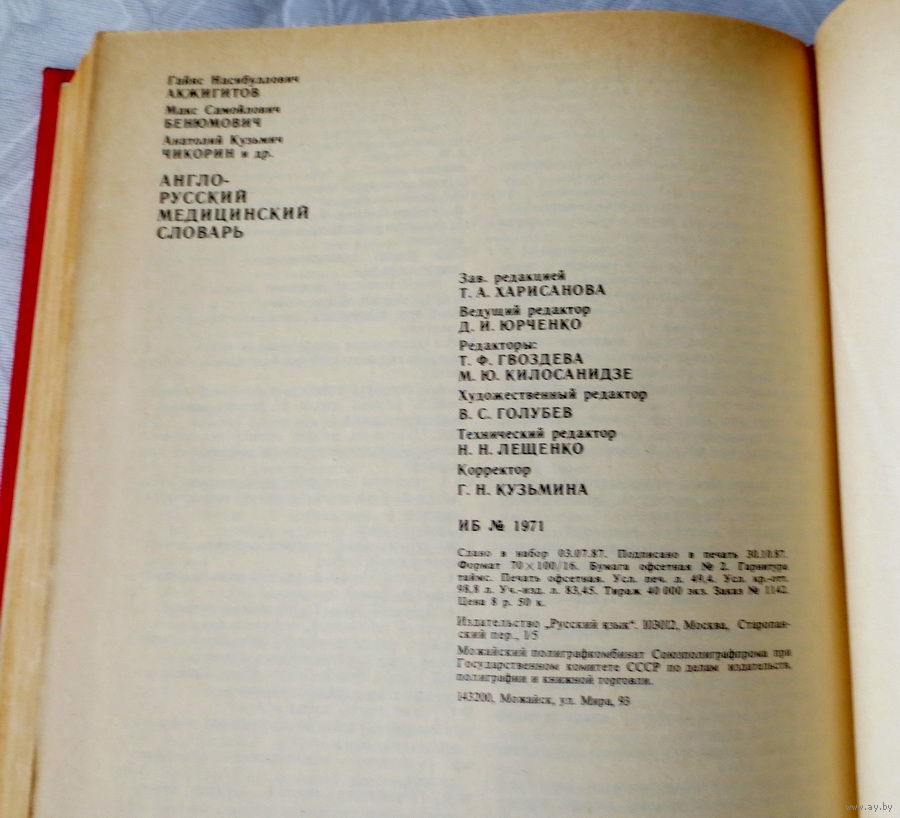 Гайяс Насибуллович
АКЖИГИТОВ
Макс Самойлович
БЕНЮМОВИЧ
Анатолий Кузьмич
ЧИКОРИН и др.
АНГЛО-
РУССКИЙ
МЕДИЦИНСКИЙ
СЛОВАРЬ
Зав. редакцией
Т. А. ХАРИСАНОВА
Ведущий редактор
Д. И. ЮРЧЕНКО
Редакторы:
Т. Ф. ГВОЗДЕВА
М. Ю. КИЛОСАНИДЗЕ
Художественный редактор
В. С. ГОЛУБЕВ
Технический редактор
Н. Н. ЛЕЩЕНКО
Корректор
Г. Н. КУЗЬМИНА
ИБ № 1971
Сдано в набор 03.07.87. Подписано в печать 30.10.87.
Формат 70×100/16. Бумага офсетная № 2. Гарнитура
таймс. Печать офсетная. Усл. печ. л. 49,4. Усл. кр.-отт.
98,8 л. Уч.-изд. л. 83,45. Тираж 40 000 экз. Заказ № 1142.
Цена 8 р. 50 к.
Издательство „Русский язык". 103012, Москва, Старопан-
ский пер., 1/5
Можайский полиграфкомбинат Союзполиграфпрома при
Государственном комитете СССР по делам издательств,
полиграфии и книжной торговли.
143200, Можайск, ул. Мира, 93
www.ay.by